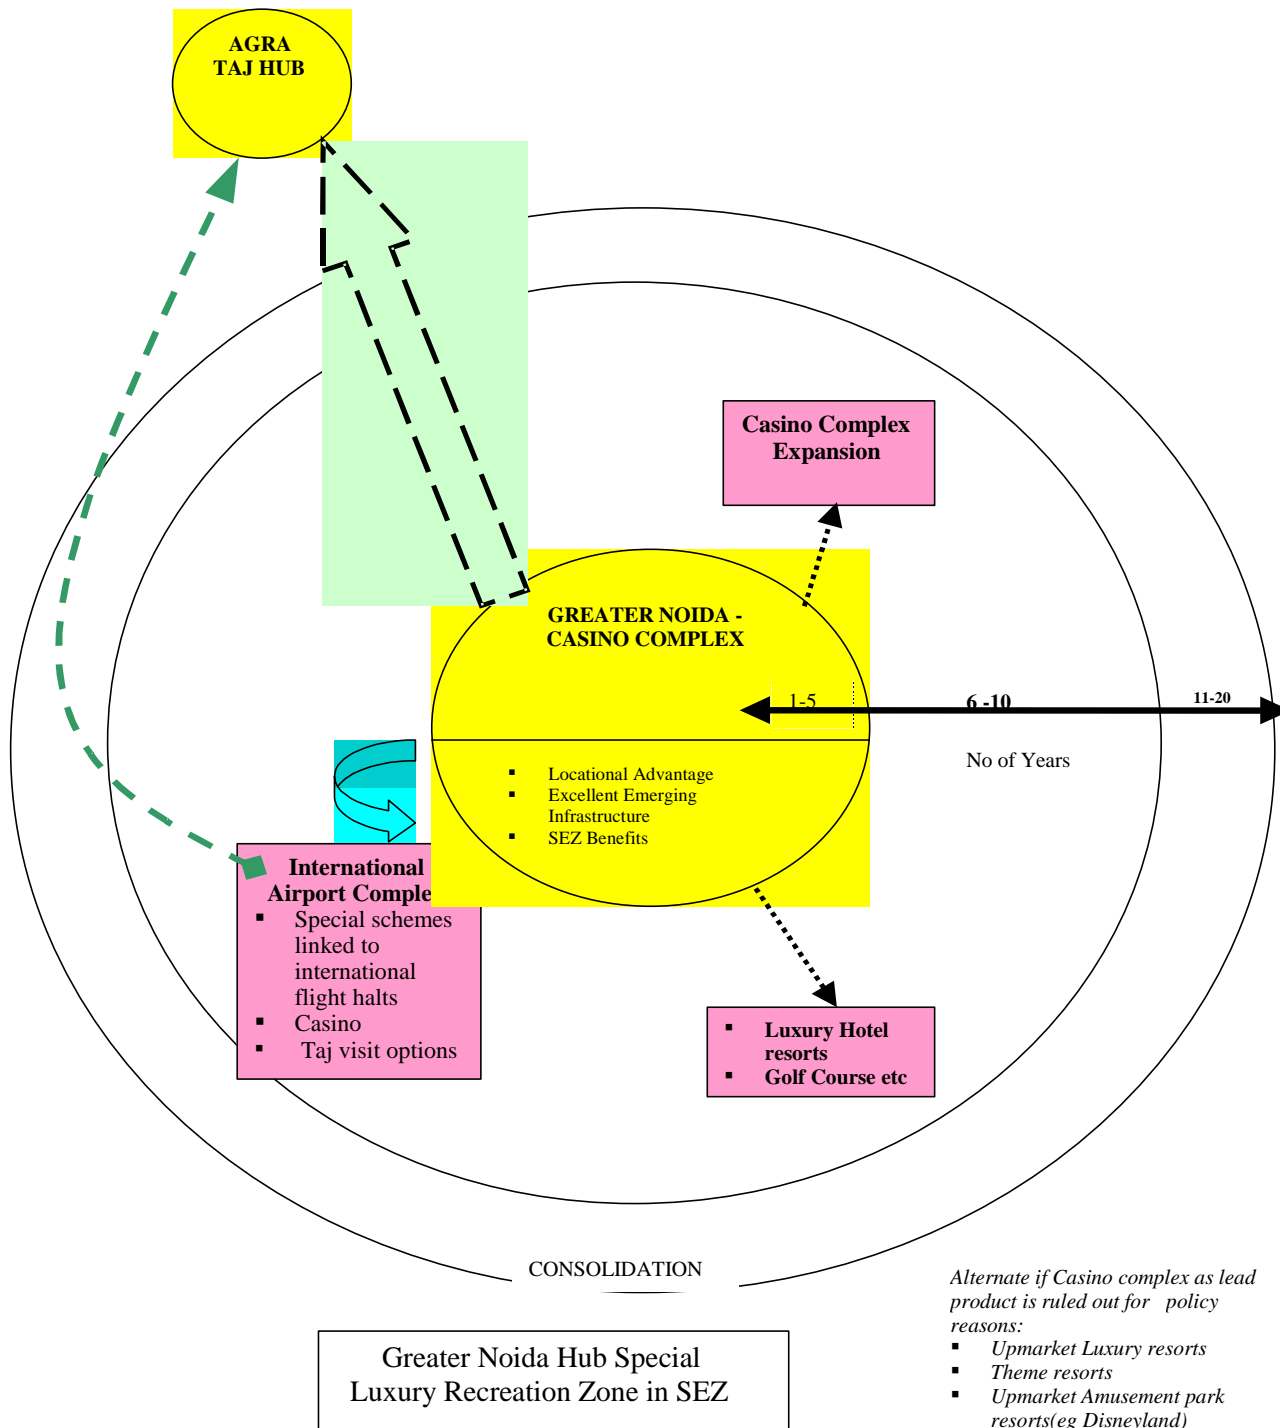 AGRA
TAJ HUB
Casino Complex
Expansion
GREATER NOIDA -
CASINO COMPLEX
1-5
6 -10
11-20
No of Years
▪ Locational Advantage
▪ Excellent Emerging
Infrastructure
▪ SEZ Benefits
International
Airport Comple
▪ Special schemes
linked to
international
flight halts
▪ Casino
▪ Taj visit options
▪ Luxury Hotel
resorts
▪ Golf Course etc
CONSOLIDATION
Alternate if Casino complex as lead
product is ruled out for policy
reasons:
▪ Upmarket Luxury resorts
▪ Theme resorts
▪ Upmarket Amusement park
resorts(eg Disneyland)
Greater Noida Hub Special
Luxury Recreation Zone in SEZ